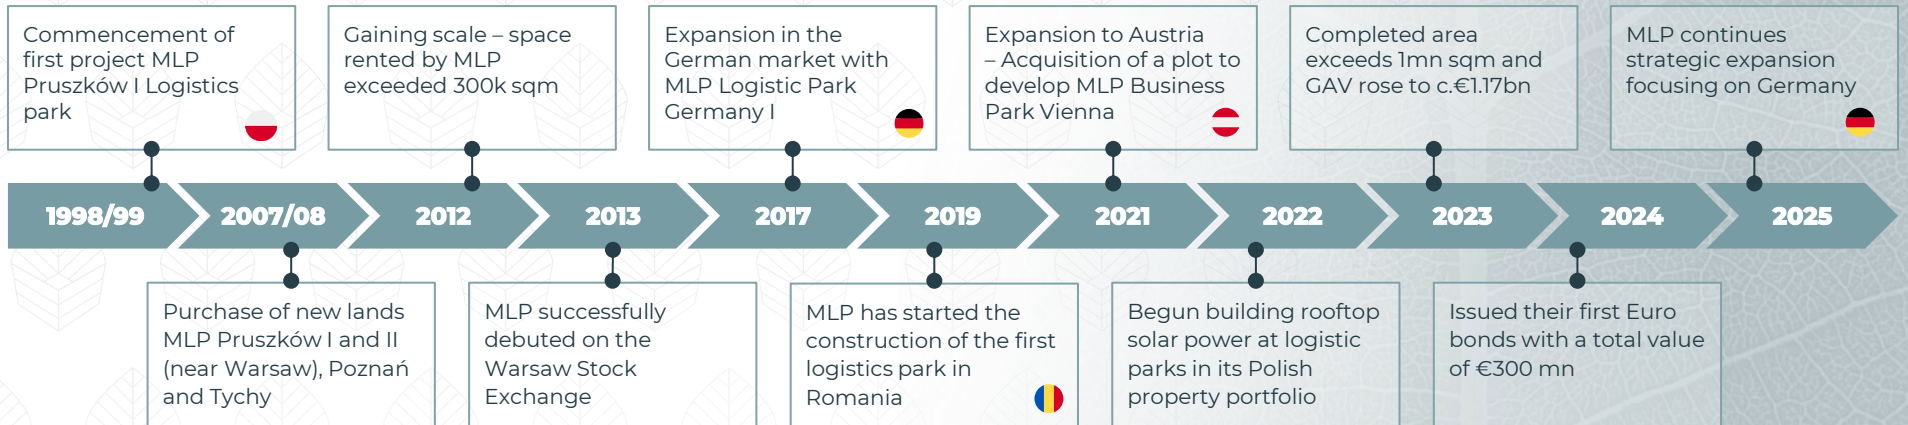 Commencement of
first project MLP
Pruszków I Logistics
park
Gaining scale – space
rented by MLP
exceeded 300k sqm
Expansion in the
German market with
MLP Logistic Park
Germany I
Expansion to Austria
– Acquisition of a plot to
develop MLP Business
Park Vienna
Completed area
exceeds 1mn sqm and
GAV rose to c.€1.17bn
MLP continues
strategic expansion
focusing on Germany
1998/99 2007/08 2012 2013 2017 2019 2021 2022 2023 2024 2025
Purchase of new lands
MLP Pruszków I and II
(near Warsaw), Poznań
and Tychy
MLP successfully
debuted on the
Warsaw Stock
Exchange
MLP has started the
construction of the first
logistics park in
Romania
Begun building rooftop
solar power at logistic
parks in its Polish
property portfolio
Issued their first Euro
bonds with a total value
of €300 mn